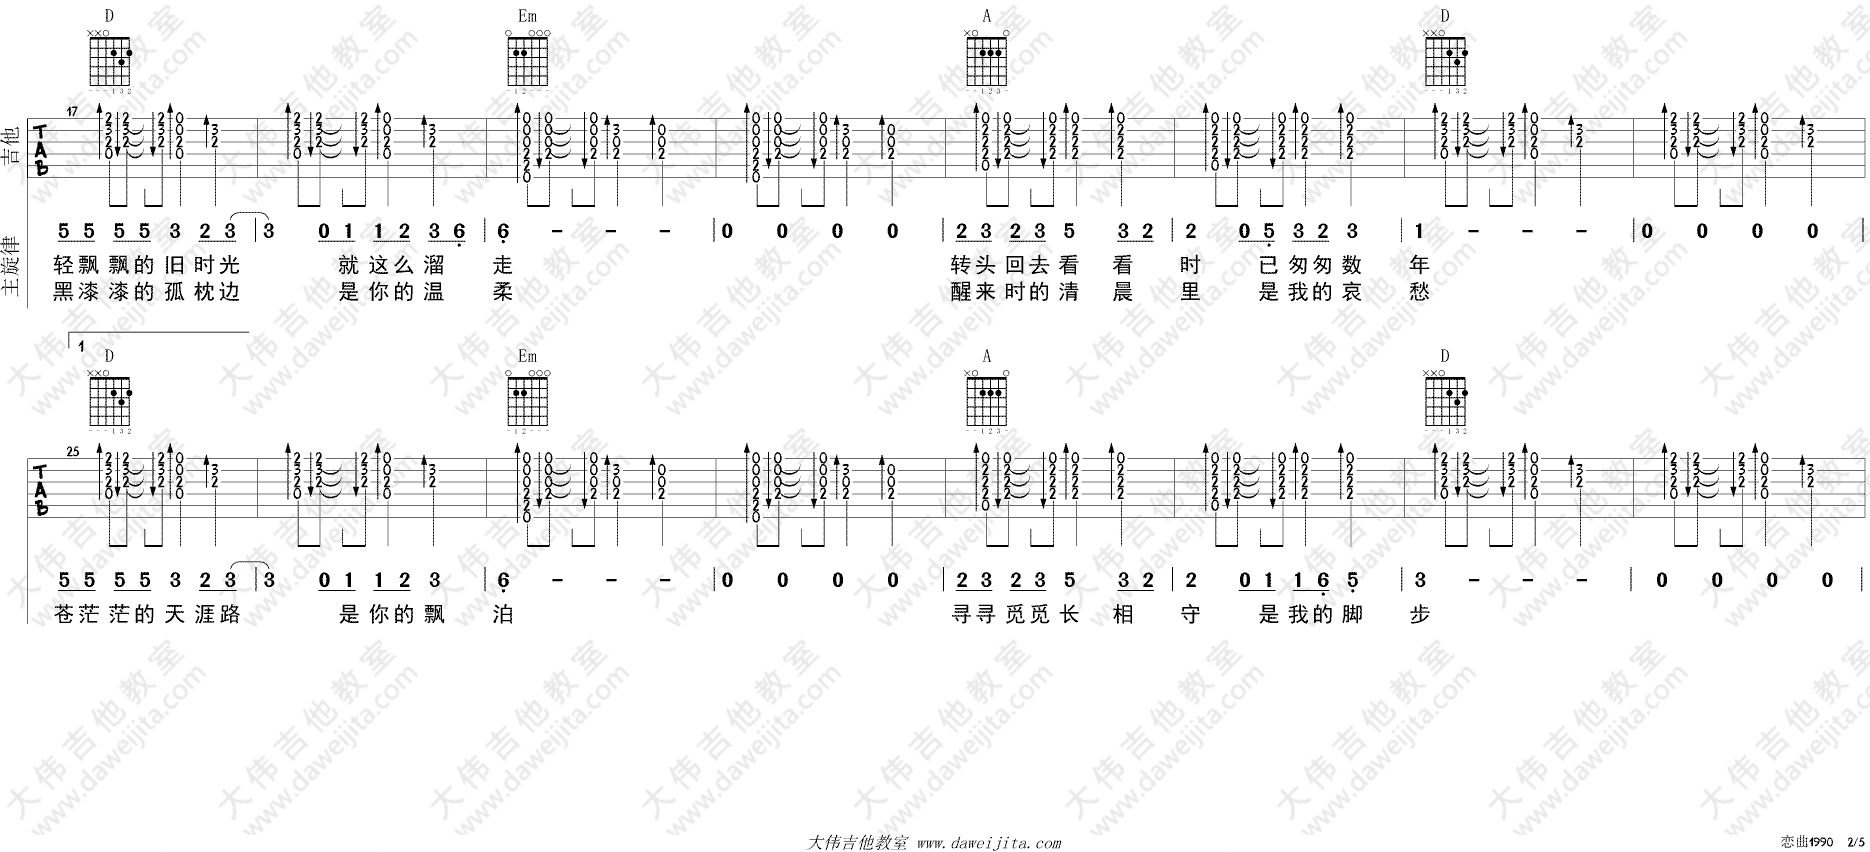 D Em A D
17
吉他
TAB
主旋律
5 5 5 5 3 2 3 | 3 0 1 1 2 3 6 | 6 - - - | 0 0 0 0 | 2 3 2 3 5 3 2 | 2 0 5 3 2 3 | 1 - - - | 0 0 0 0 |
轻飘飘的旧时光 就这么溜 走 转头回去看 看 时 已匆匆数 年
黑漆漆的孤枕边 是你的温 柔 醒来时的清 晨 里 是我的哀 愁
1
D Em A D
25
TAB
5 5 5 5 3 2 3 | 3 0 1 1 2 3 | 6 - - - | 0 0 0 0 | 2 3 2 3 5 3 2 | 2 0 1 1 6 5 | 3 - - - | 0 0 0 0 |
苍茫茫的天涯路 是你的飘 泊 寻寻觅觅长 相 守 是我的脚 步
大伟吉他教室 www.daweijita.com
恋曲1990 2/5